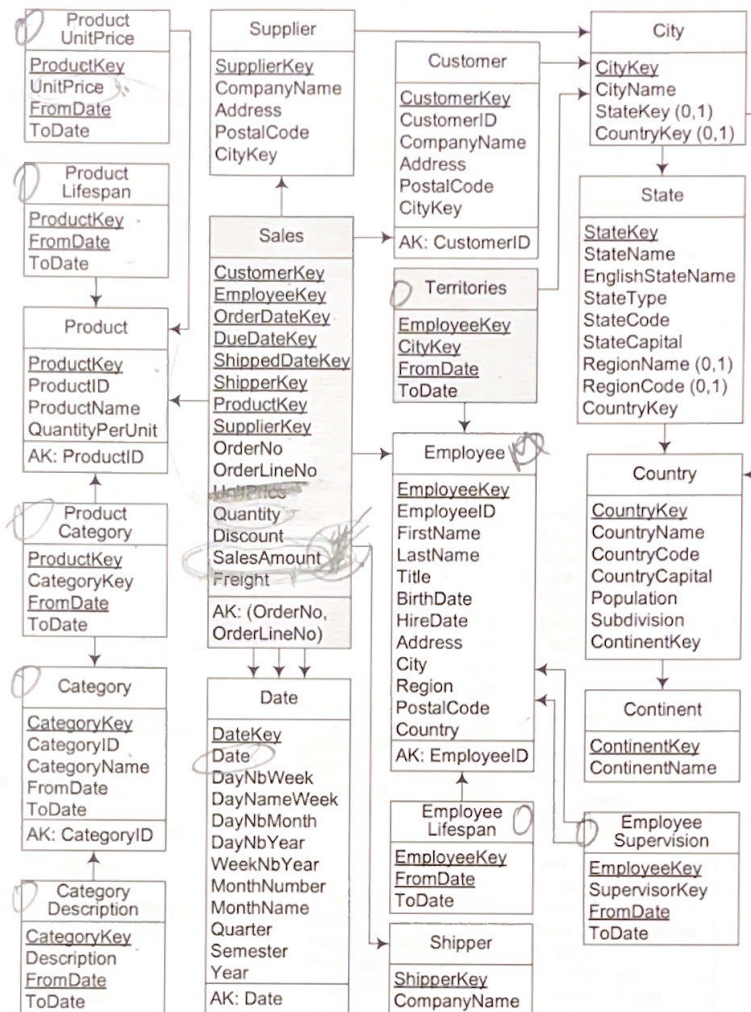 Product
UnitPrice
ProductKey
UnitPrice
FromDate
ToDate
Product
Lifespan
ProductKey
FromDate
ToDate
Product
ProductKey
ProductID
ProductName
QuantityPerUnit
AK: ProductID
Product
Category
ProductKey
CategoryKey
FromDate
ToDate
Category
CategoryKey
CategoryID
CategoryName
FromDate
ToDate
AK: CategoryID
Category
Description
CategoryKey
Description
FromDate
ToDate
Supplier
SupplierKey
CompanyName
Address
PostalCode
CityKey
Sales
CustomerKey
EmployeeKey
OrderDateKey
DueDateKey
ShippedDateKey
ShipperKey
ProductKey
SupplierKey
OrderNo
OrderLineNo
UnitPrice
Quantity
Discount
SalesAmount
Freight
AK: (OrderNo,
OrderLineNo)
Date
DateKey
Date
DayNbWeek
DayNameWeek
DayNbMonth
DayNbYear
WeekNbYear
MonthNumber
MonthName
Quarter
Semester
Year
AK: Date
Customer
CustomerKey
CustomerID
CompanyName
Address
PostalCode
CityKey
AK: CustomerID
Territories
EmployeeKey
CityKey
FromDate
ToDate
Employee
EmployeeKey
EmployeeID
FirstName
LastName
Title
BirthDate
HireDate
Address
City
Region
PostalCode
Country
AK: EmployeeID
Employee
Lifespan
EmployeeKey
FromDate
ToDate
Shipper
ShipperKey
CompanyName
City
CityKey
CityName
StateKey (0,1)
CountryKey (0,1)
State
StateKey
StateName
EnglishStateName
StateType
StateCode
StateCapital
RegionName (0,1)
RegionCode (0,1)
CountryKey
Country
CountryKey
CountryName
CountryCode
CountryCapital
Population
Subdivision
ContinentKey
Continent
ContinentKey
ContinentName
Employee
Supervision
EmployeeKey
SupervisorKey
FromDate
ToDate